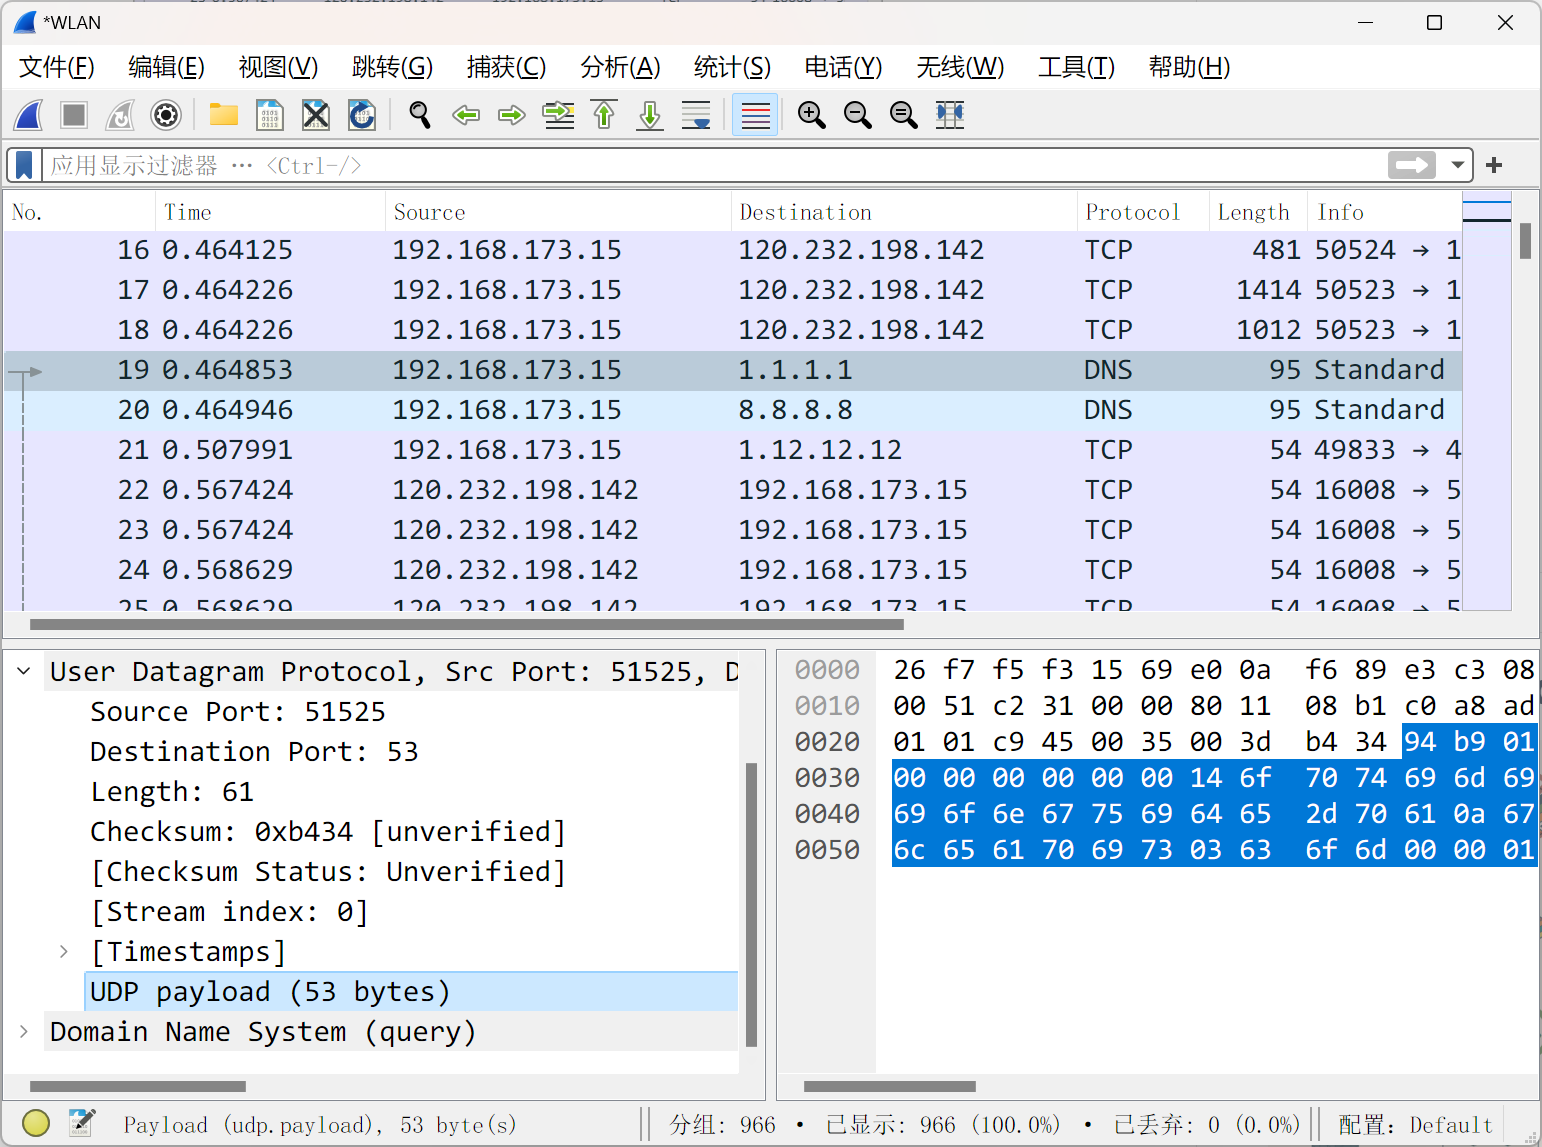 *WLAN
文件(F) 编辑(E) 视图(V) 跳转(G) 捕获(C) 分析(A) 统计(S) 电话(Y) 无线(W) 工具(T) 帮助(H)
应用显示过滤器 … <Ctrl-/>
No. Time Source Destination Protocol Length Info
16 0.464125 192.168.173.15 120.232.198.142 TCP 481 50524 → 1
17 0.464226 192.168.173.15 120.232.198.142 TCP 1414 50523 → 1
18 0.464226 192.168.173.15 120.232.198.142 TCP 1012 50523 → 1
19 0.464853 192.168.173.15 1.1.1.1 DNS 95 Standard
20 0.464946 192.168.173.15 8.8.8.8 DNS 95 Standard
21 0.507991 192.168.173.15 1.12.12.12 TCP 54 49833 → 4
22 0.567424 120.232.198.142 192.168.173.15 TCP 54 16008 → 5
23 0.567424 120.232.198.142 192.168.173.15 TCP 54 16008 → 5
24 0.568629 120.232.198.142 192.168.173.15 TCP 54 16008 → 5
25 0.568629 120.232.198.142 192.168.173.15 TCP 54 16008 → 5
User Datagram Protocol, Src Port: 51525, D
Source Port: 51525
Destination Port: 53
Length: 61
Checksum: 0xb434 [unverified]
[Checksum Status: Unverified]
[Stream index: 0]
[Timestamps]
UDP payload (53 bytes)
Domain Name System (query)
0000 26 f7 f5 f3 15 69 e0 0a f6 89 e3 c3 08
0010 00 51 c2 31 00 00 80 11 08 b1 c0 a8 ad
0020 01 01 c9 45 00 35 00 3d b4 34 94 b9 01
0030 00 00 00 00 00 00 14 6f 70 74 69 6d 69
0040 69 6f 6e 67 75 69 64 65 2d 70 61 0a 67
0050 6c 65 61 70 69 73 03 63 6f 6d 00 00 01
Payload (udp.payload), 53 byte(s) 分组: 966 · 已显示: 966 (100.0%) · 已丢弃: 0 (0.0%) 配置: Default